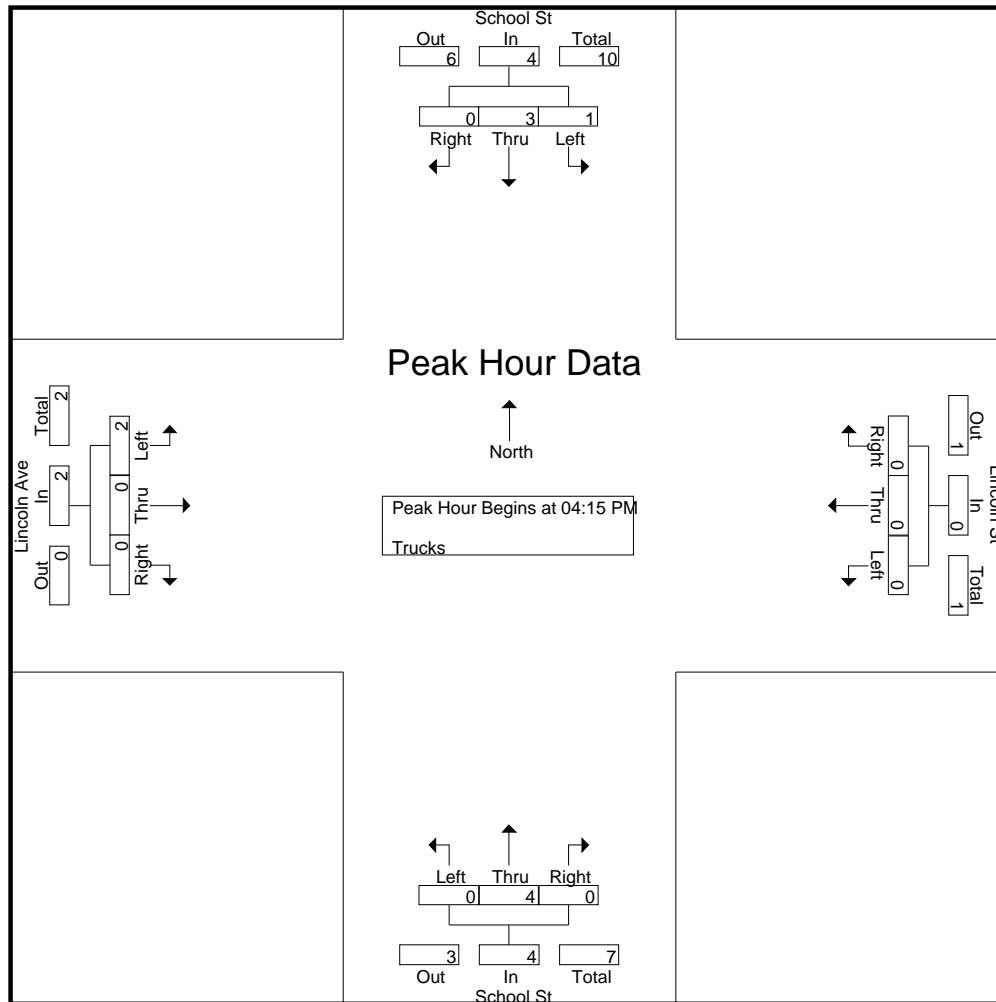 School St
Out In Total
6 4 10
0 3 1
Right Thru Left
Peak Hour Data
North
Peak Hour Begins at 04:15 PM
Trucks
Lincoln Ave
Out In Total
0 2 2
0 0 2
Right Thru Left
Lincoln St
Out In Total
1 0 1
0 0 0
Right Thru Left
Left Thru Right
0 4 0
3 4 7
Out In Total
School St